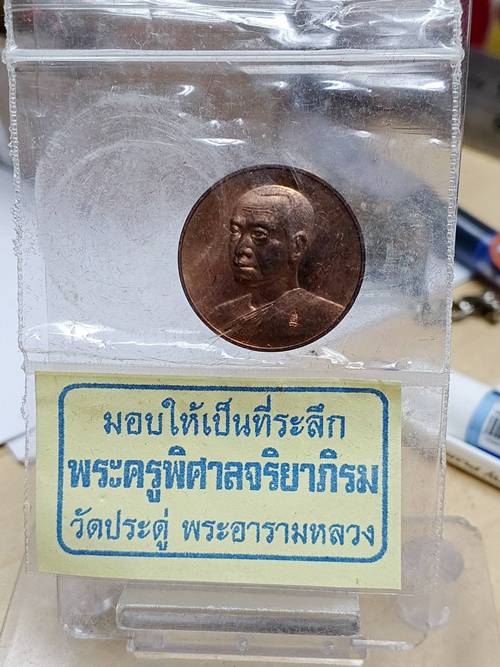 มอบให้เป็นที่ระลึก
พระครูพิศาลจริยาภิรม
วัดประดู่ พระอารามหลวง